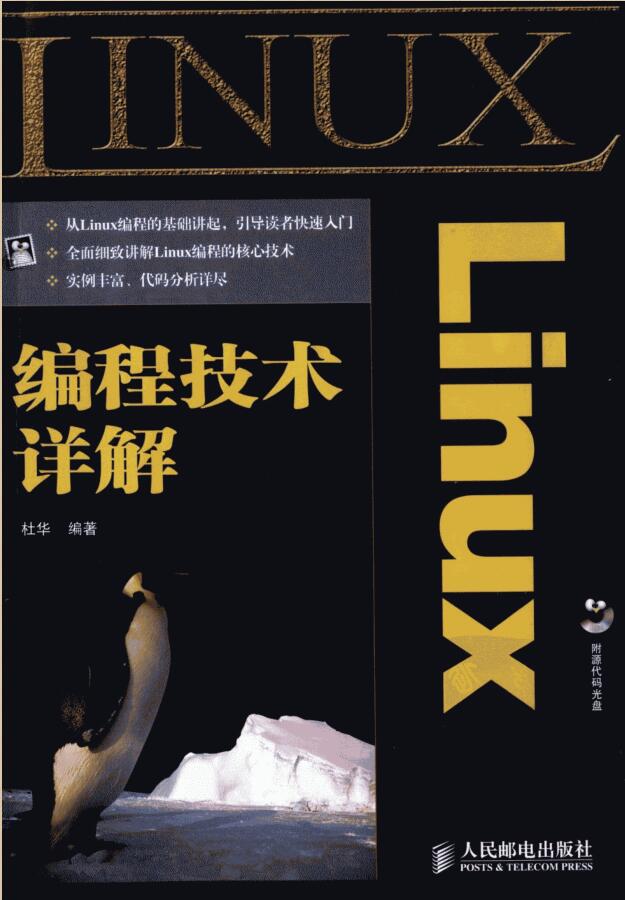 LINUX
从Linux编程的基础讲起，引导读者快速入门
全面细致讲解Linux编程的核心技术
实例丰富、代码分析详尽
Linux
编程技术
详解
杜华 编著
附源代码光盘
人民邮电出版社
POSTS & TELECOM PRESS